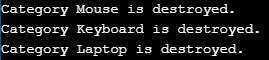 Category Mouse is destroyed.
Category Keyboard is destroyed.
Category Laptop is destroyed.